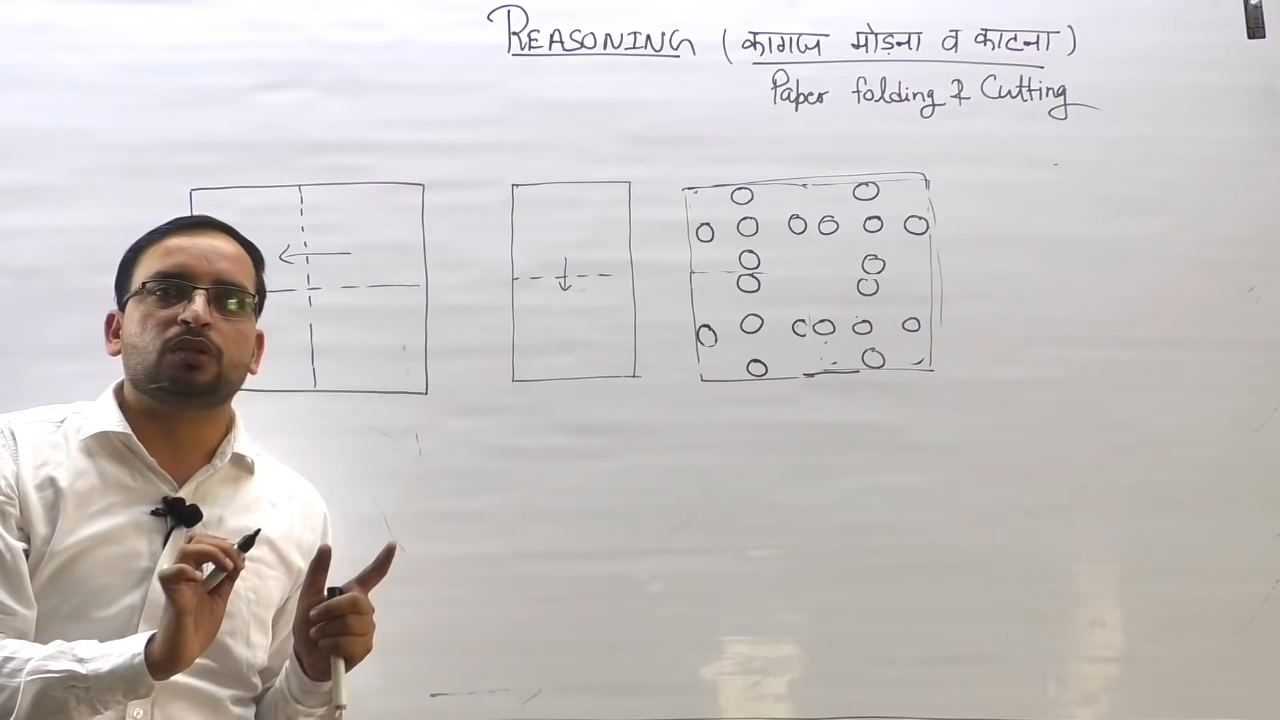 REASONING (कागज मोड़ना व काटना)
Paper folding & Cutting